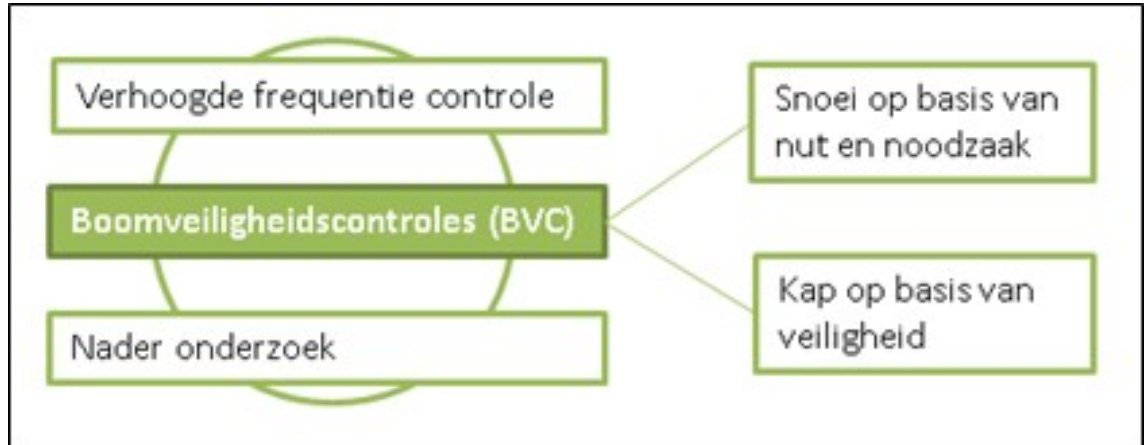 Verhoogde frequentie controle
Boomveiligheidscontroles (BVC)
Nader onderzoek
Snoei op basis van
nut en noodzaak
Kap op basis van
veiligheid